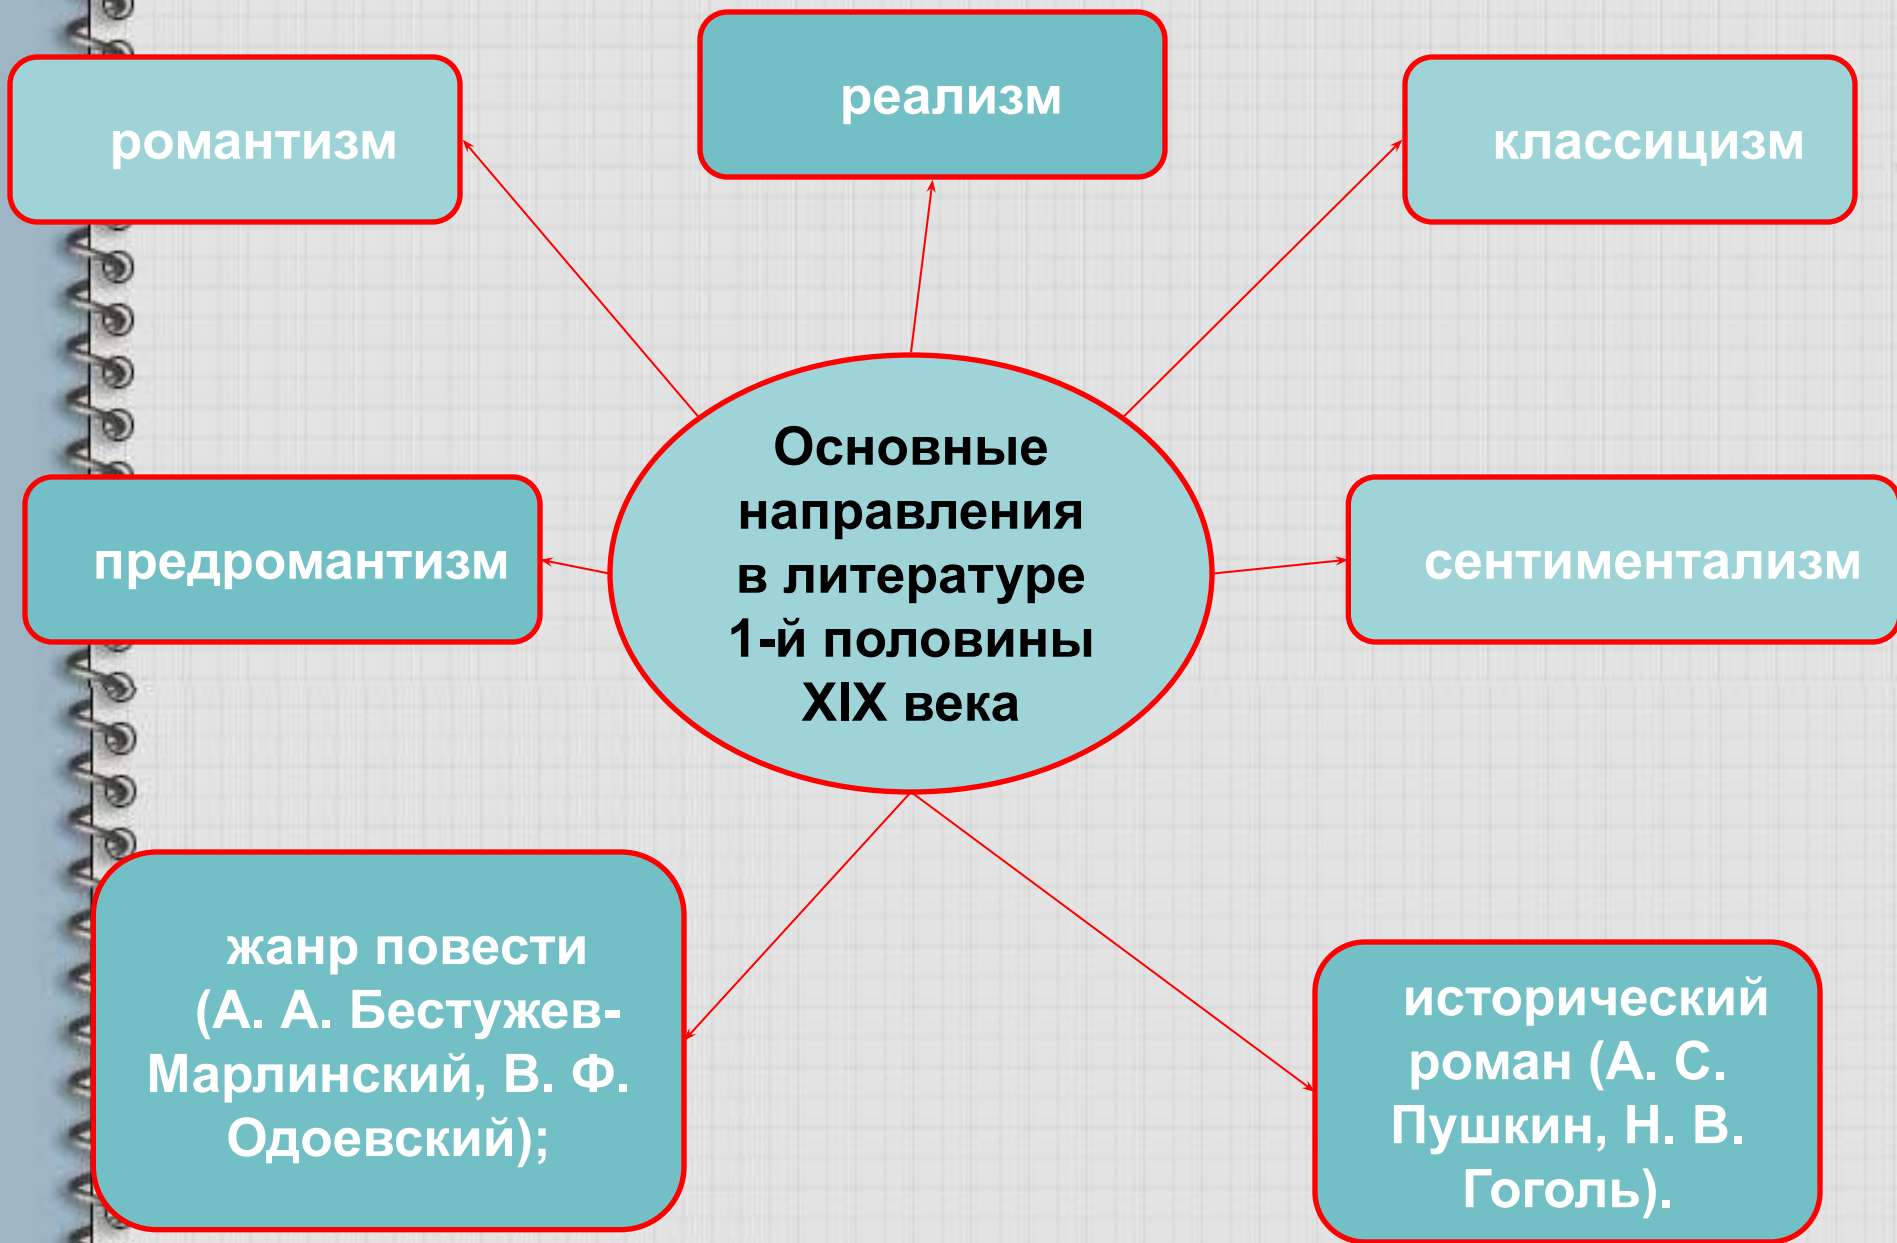 романтизм
реализм
классицизм
предромантизм
Основные
направления
в литературе
1-й половины
XIX века
сентиментализм
жанр повести
(А. А. Бестужев-
Марлинский, В. Ф.
Одоевский);
исторический
роман (А. С.
Пушкин, Н. В.
Гоголь).